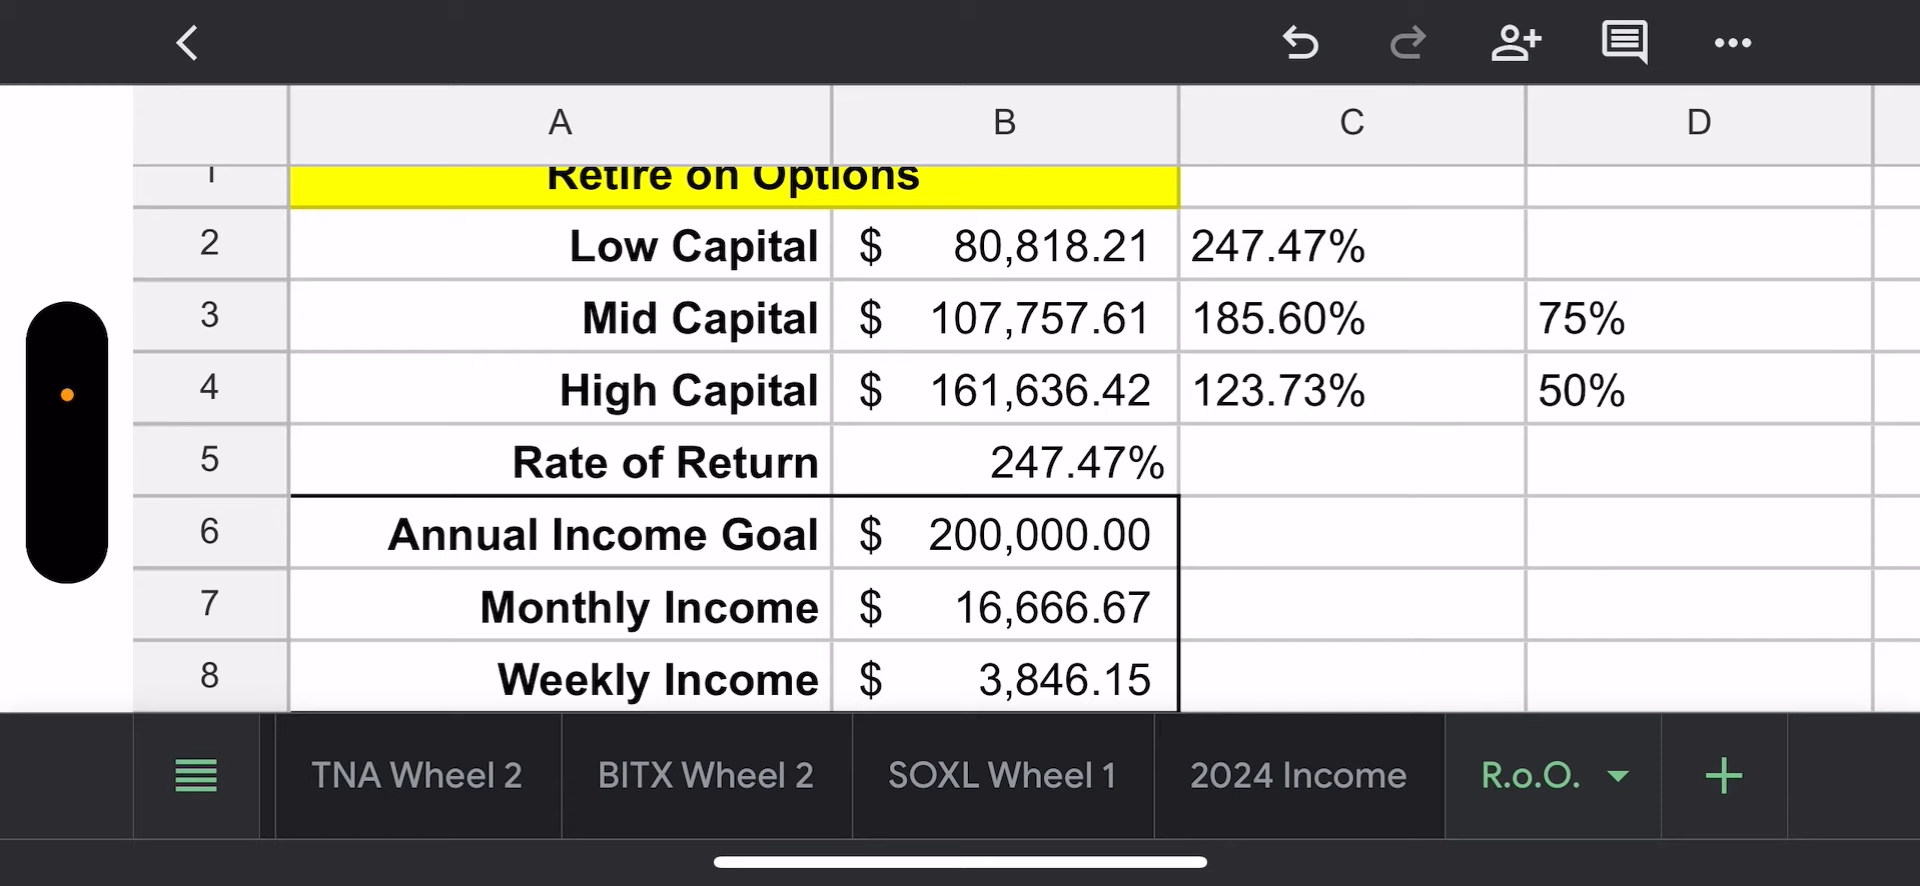 A B C D
1 Retire on Options
2 Low Capital $ 80,818.21 247.47%
3 Mid Capital $ 107,757.61 185.60% 75%
4 High Capital $ 161,636.42 123.73% 50%
5 Rate of Return 247.47%
6 Annual Income Goal $ 200,000.00
7 Monthly Income $ 16,666.67
8 Weekly Income $ 3,846.15
TNA Wheel 2 BITX Wheel 2 SOXL Wheel 1 2024 Income R.o.O.